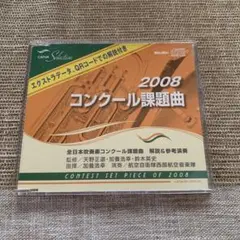 エクストラデータ、QRコードでの解説付き
2008
コンクール課題曲
全日本吹奏楽コンクール課題曲 解説&参考演奏
監修／天野正道・加養浩幸・鈴木英史
指揮／加養浩幸 演奏／航空自衛隊西部航空音楽隊
CONTEST SET PIECE OF 2008